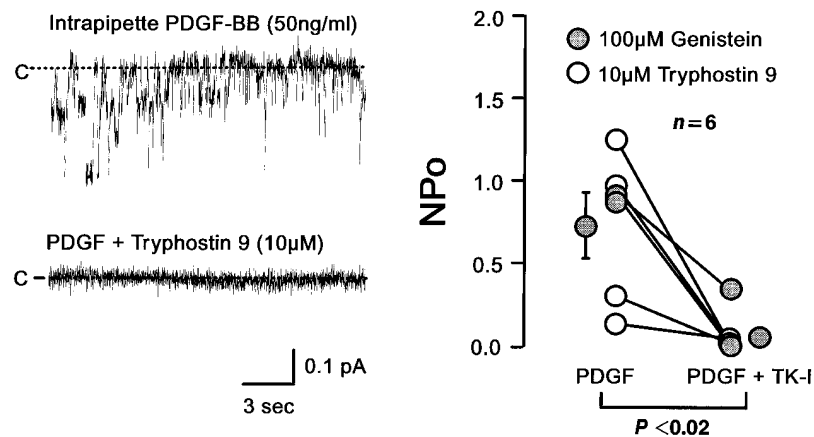 Intrapipette PDGF-BB (50ng/ml)
C
PDGF + Tryphostin 9 (10µM)
C
0.1 pA
3 sec
NPo
2.0
1.5
1.0
0.5
0.0
100µM Genistein
10µM Tryphostin 9
n=6
PDGF
PDGF + TK-I
P <0.02